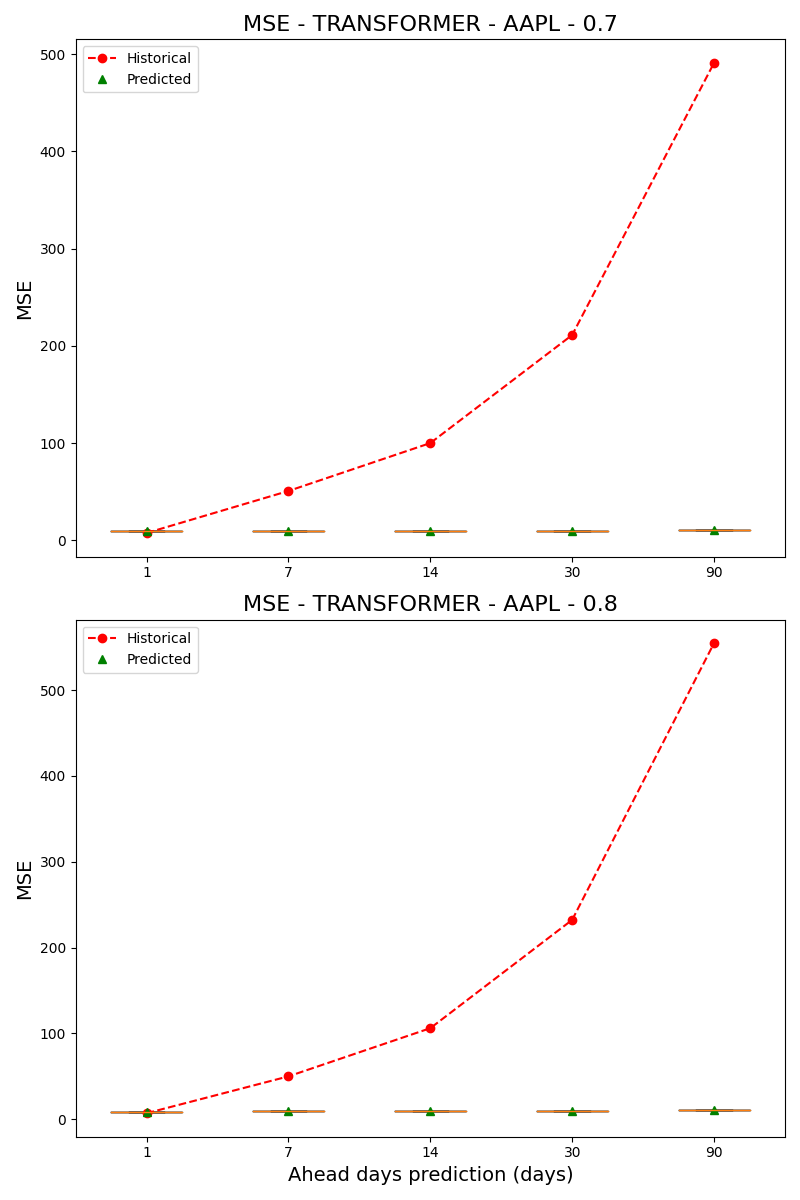 MSE - TRANSFORMER - AAPL - 0.7
Historical
Predicted
500
400
300
200
100
0
MSE
1 7 14 30 90
MSE - TRANSFORMER - AAPL - 0.8
Historical
Predicted
500
400
300
200
100
0
MSE
1 7 14 30 90
Ahead days prediction (days)